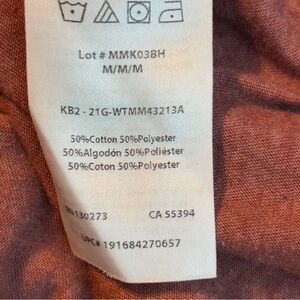 Lot # MMK03BH
M/M/M
KB2 - 21G-WTMM43213A
50%Cotton 50%Polyester
50%Algodón 50%Poliéster
50%Coton 50%Polyester
RN 130273 CA 55394
UPC# 191684270657